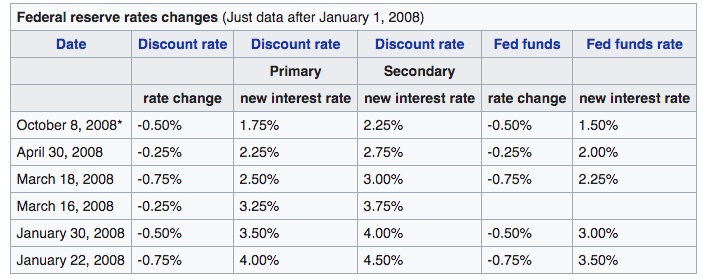 Federal reserve rates changes (Just data after January 1, 2008)
Date Discount rate Discount rate Discount rate Fed funds Fed funds rate
Primary Secondary
rate change new interest rate new interest rate rate change new interest rate
October 8, 2008* -0.50% 1.75% 2.25% -0.50% 1.50%
April 30, 2008 -0.25% 2.25% 2.75% -0.25% 2.00%
March 18, 2008 -0.75% 2.50% 3.00% -0.75% 2.25%
March 16, 2008 -0.25% 3.25% 3.75%
January 30, 2008 -0.50% 3.50% 4.00% -0.50% 3.00%
January 22, 2008 -0.75% 4.00% 4.50% -0.75% 3.50%